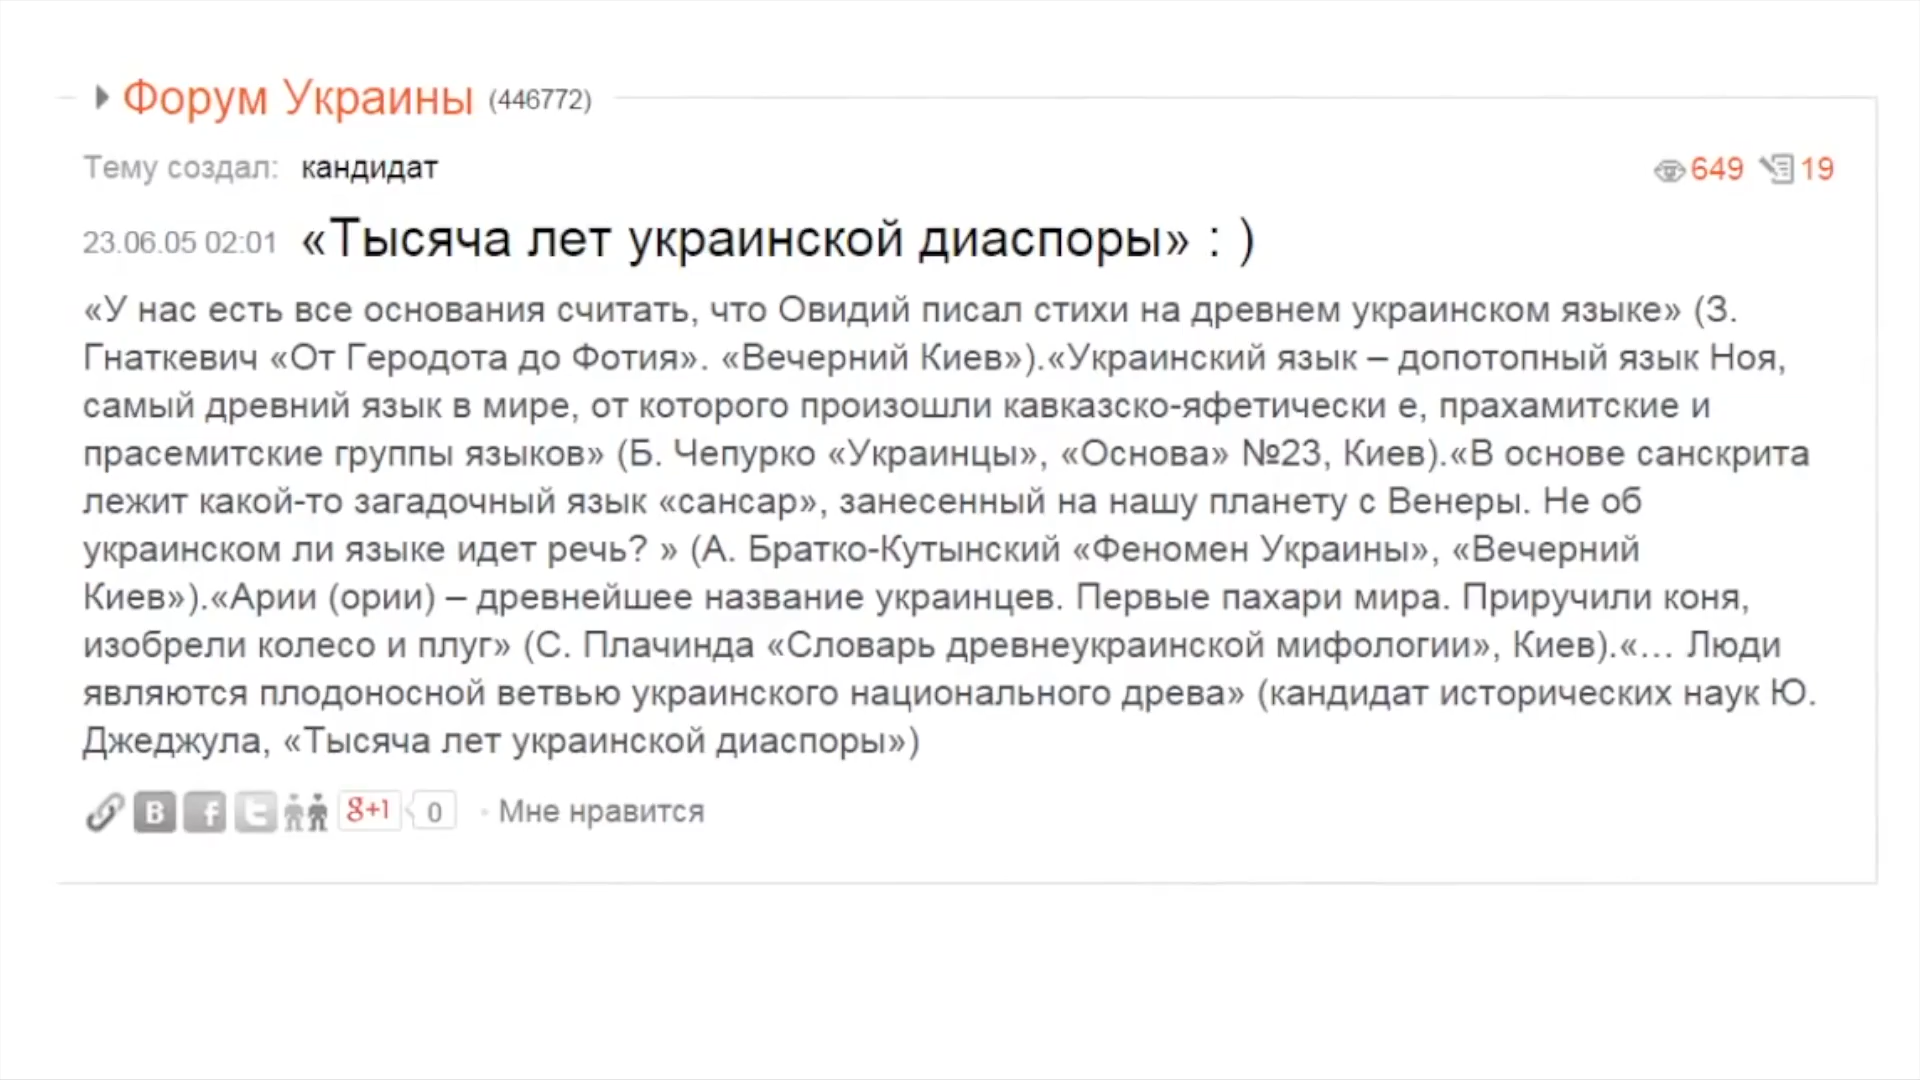 Форум Украины (446772)
Тему создал: кандидат 649 19
23.06.05 02:01 «Тысяча лет украинской диаспоры» : )
«У нас есть все основания считать, что Овидий писал стихи на древнем украинском языке» (З.
Гнаткевич «От Геродота до Фотия». «Вечерний Киев»).«Украинский язык – допотопный язык Ноя,
самый древний язык в мире, от которого произошли кавказско-яфетически е, прахамитские и
прасемитские группы языков» (Б. Чепурко «Украинцы», «Основа» №23, Киев).«В основе санскрита
лежит какой-то загадочный язык «сансар», занесенный на нашу планету с Венеры. Не об
украинском ли языке идет речь? » (А. Братко-Кутынский «Феномен Украины», «Вечерний
Киев»).«Арии (ории) – древнейшее название украинцев. Первые пахари мира. Приручили коня,
изобрели колесо и плуг» (С. Плачинда «Словарь древнеукраинской мифологии», Киев).«… Люди
являются плодоносной ветвью украинского национального древа» (кандидат исторических наук Ю.
Джеджула, «Тысяча лет украинской диаспоры»)
B f t g+1 0 · Мне нравится